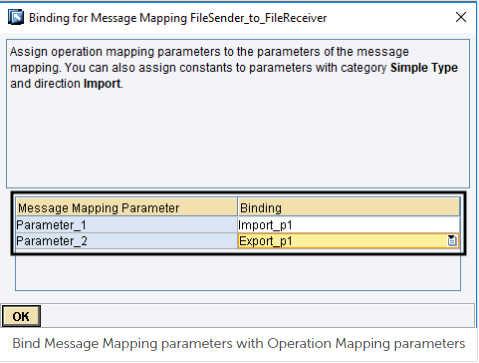 Binding for Message Mapping FileSender_to_FileReceiver
Assign operation mapping parameters to the parameters of the message
mapping. You can also assign constants to parameters with category Simple Type
and direction Import.
Message Mapping Parameter Binding
Parameter_1 Import_p1
Parameter_2 Export_p1
OK
Bind Message Mapping parameters with Operation Mapping parameters